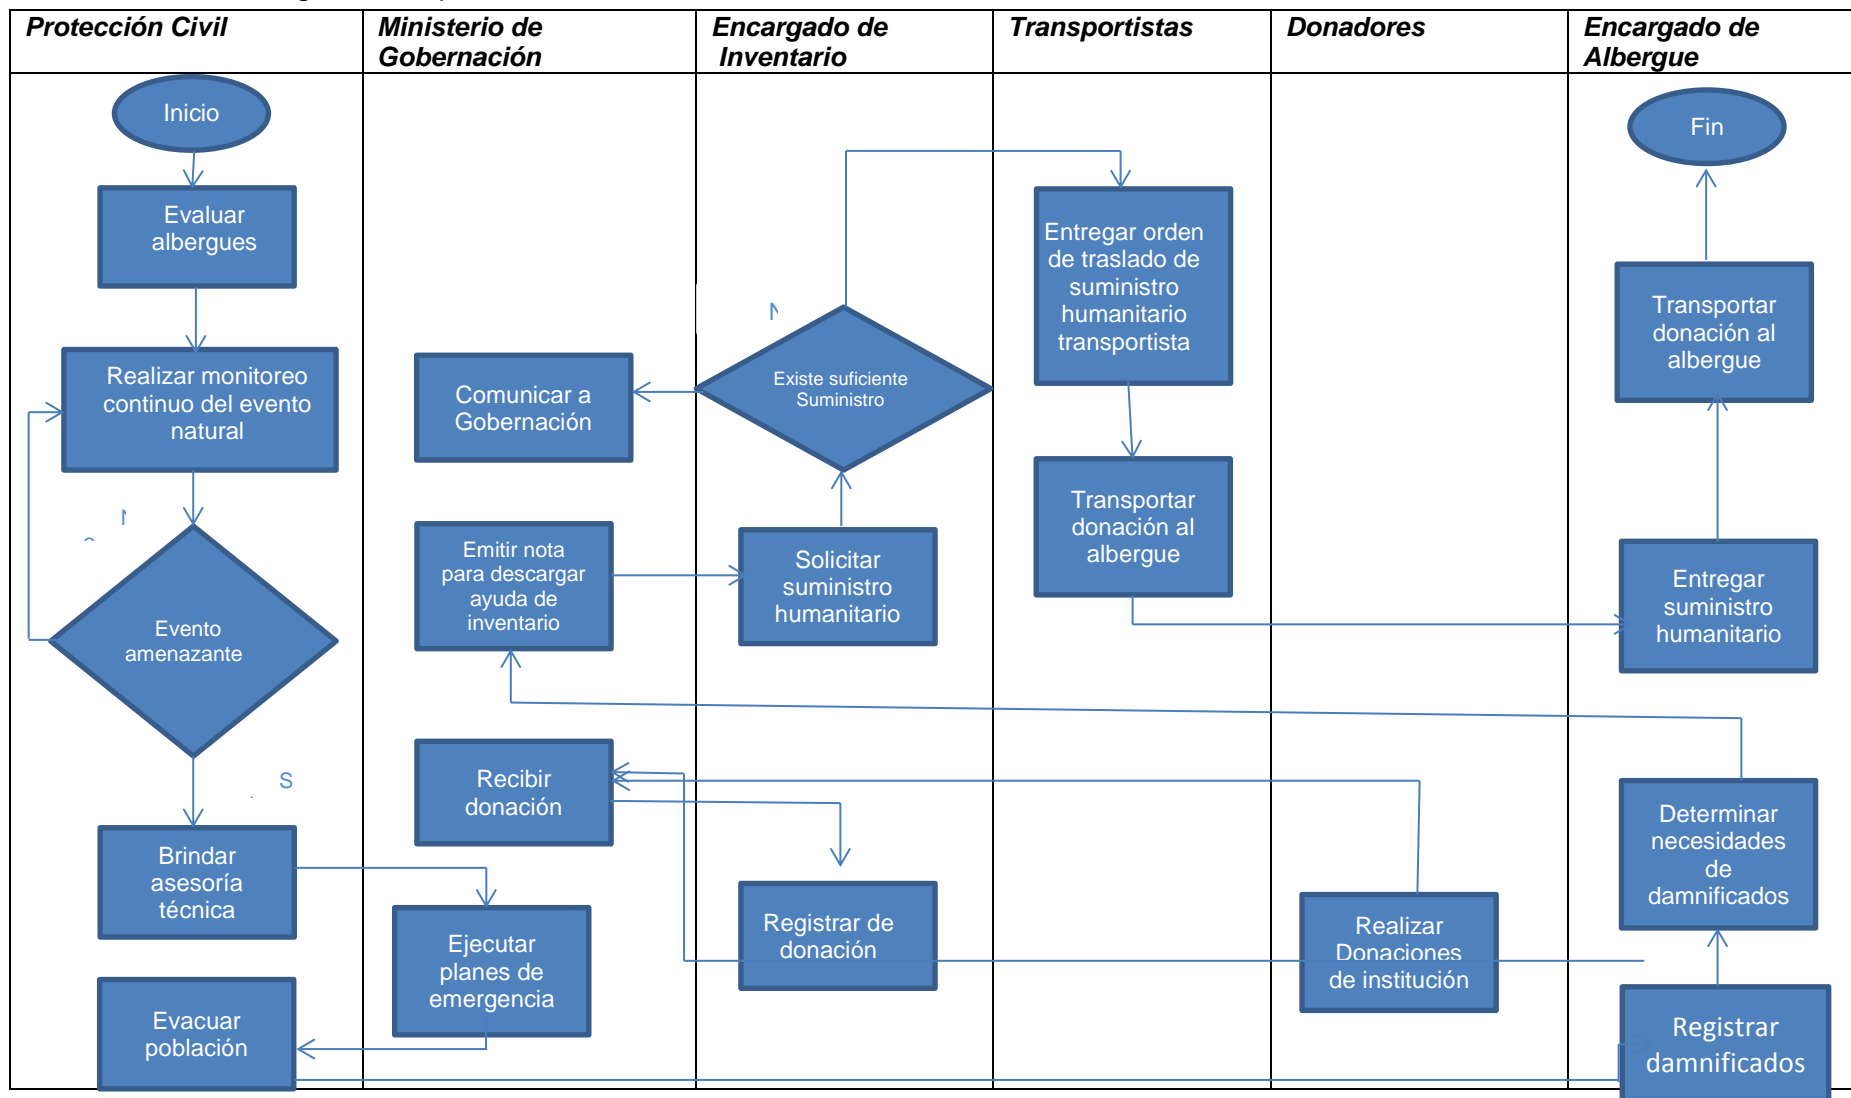 Protección Civil
Ministerio de
Gobernación
Encargado de
Inventario
Transportistas
Donadores
Encargado de
Albergue
Inicio
Evaluar
albergues
Realizar monitoreo
continuo del evento
natural
Evento
amenazante
S
Brindar
asesoría
técnica
Evacuar
población
Comunicar a
Gobernación
Emitir nota
para descargar
ayuda de
inventario
Recibir
donación
Ejecutar
planes de
emergencia
Existe suficiente
Suministro
Solicitar
suministro
humanitario
Registrar de
donación
Entregar orden
de traslado de
suministro
humanitario
transportista
Transportar
donación al
albergue
Realizar
Donaciones
de institución
Fin
Transportar
donación al
albergue
Entregar
suministro
humanitario
Determinar
necesidades
de
damnificados
Registrar
damnificados